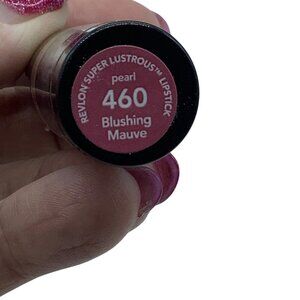 REVLON SUPER LUSTROUS™ LIPSTICK
pearl
460
Blushing
Mauve